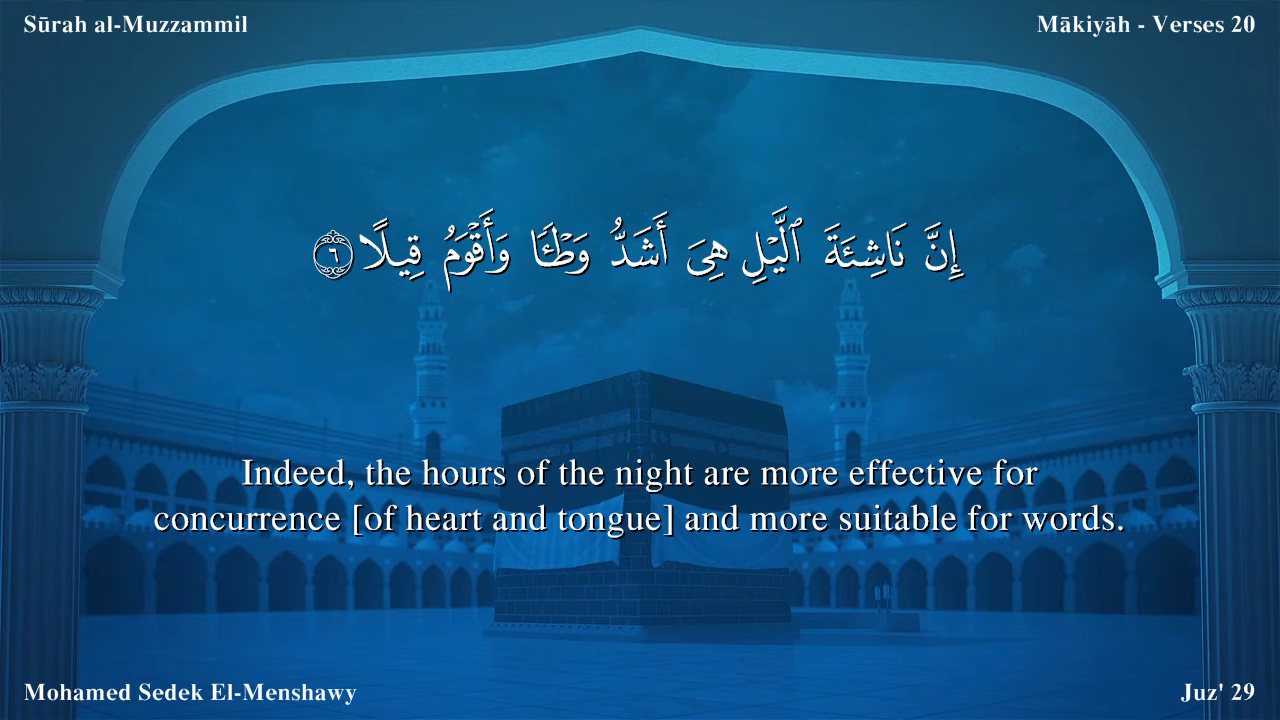 Sūrah al-Muzzammil
Mākiyāh - Verses 20
إِنَّ نَاشِئَةَ ٱلَّيْلِ هِىَ أَشَدُّ وَطْـًٔا وَأَقْوَمُ قِيلًا ٦
Indeed, the hours of the night are more effective for
concurrence [of heart and tongue] and more suitable for words.
Mohamed Sedek El-Menshawy
Juz' 29